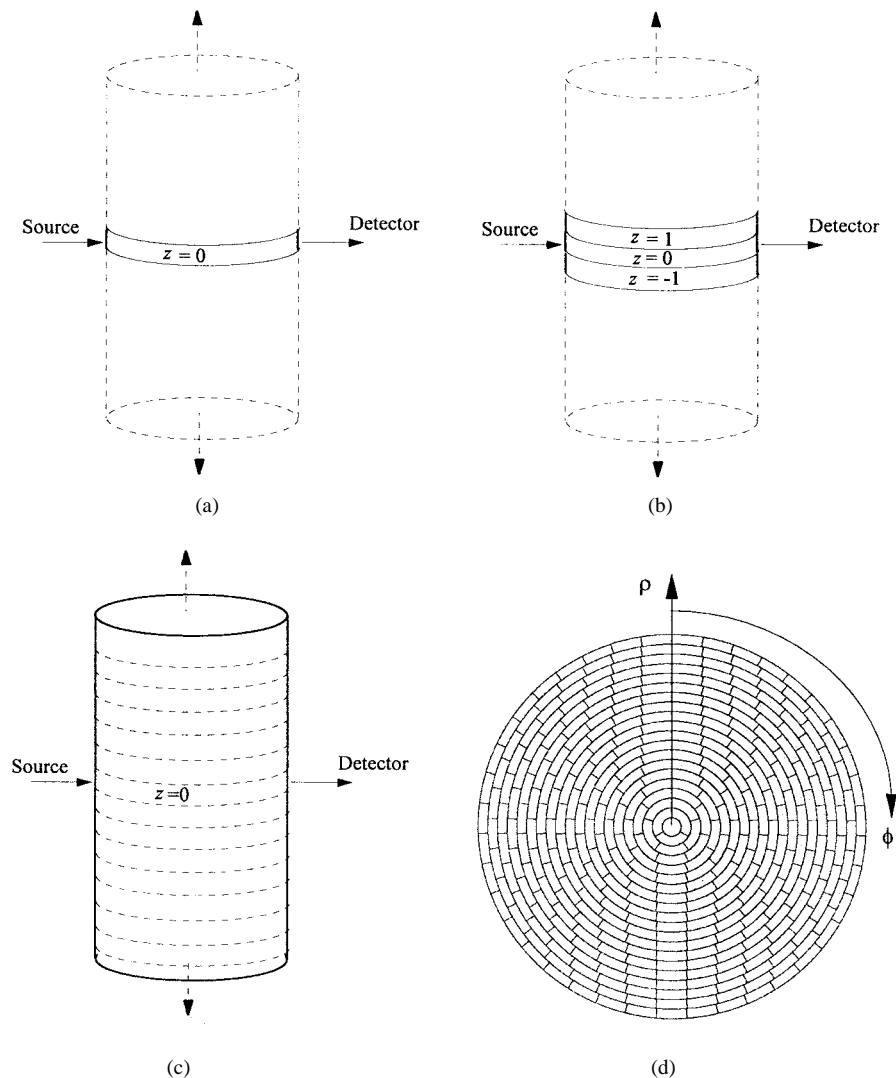 Source
Detector
z = 0
(a)
Source
Detector
z = 1
z = 0
z = -1
(b)
Source
Detector
z = 0
(c)
ρ
ϕ
(d)